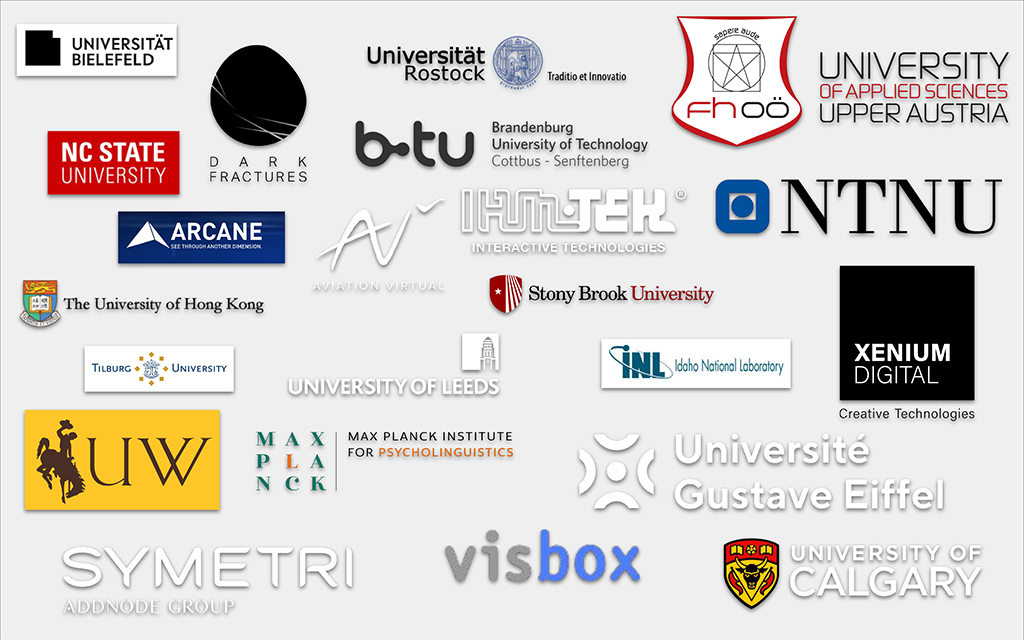 UNIVERSITÄT
BIELEFELD
DARK
FRACTURES
Universität
Rostock
Traditio et Innovatio
sapere aude
fh oö
UNIVERSITY
OF APPLIED SCIENCES
UPPER AUSTRIA
NC STATE
UNIVERSITY
b-tu
Brandenburg
University of Technology
Cottbus - Senftenberg
ARCANE
SEE THROUGH ANOTHER DIMENSION.
AV
AVIATION VIRTUAL
IHM-TEK®
INTERACTIVE TECHNOLOGIES
NTNU
The University of Hong Kong
Stony Brook University
XENIUM
DIGITAL
Creative Technologies
TILBURG UNIVERSITY
UNIVERSITY OF LEEDS
INL Idaho National Laboratory
UW
MAX
PLA
NCK
MAX PLANCK INSTITUTE
FOR PSYCHOLINGUISTICS
Université
Gustave Eiffel
SYMETRI
ADDNODE GROUP
visbox
UNIVERSITY OF
CALGARY